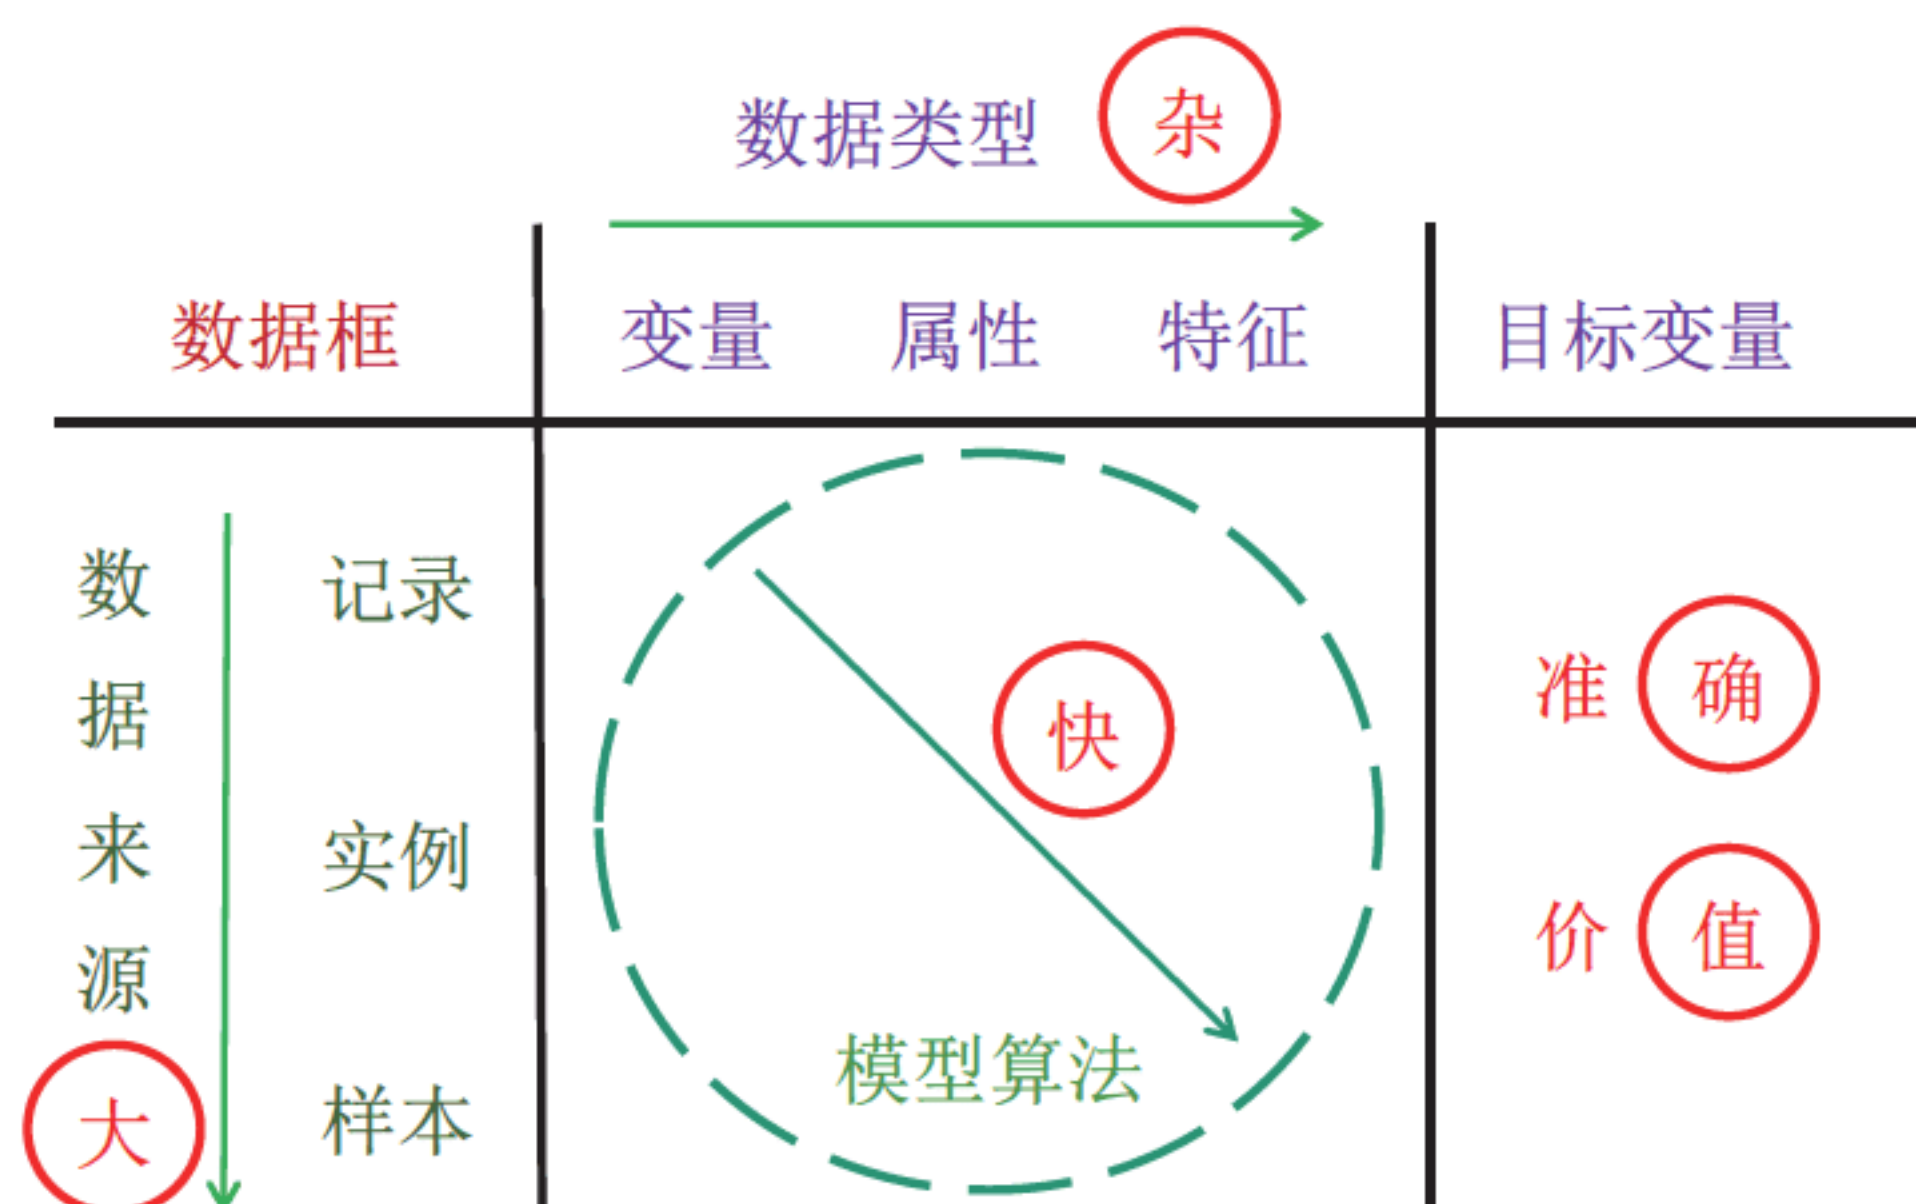 数据类型 杂
数据框 变量 属性 特征 目标变量
数据来源 大
记录
实例
样本
快
模型算法
准确
价值